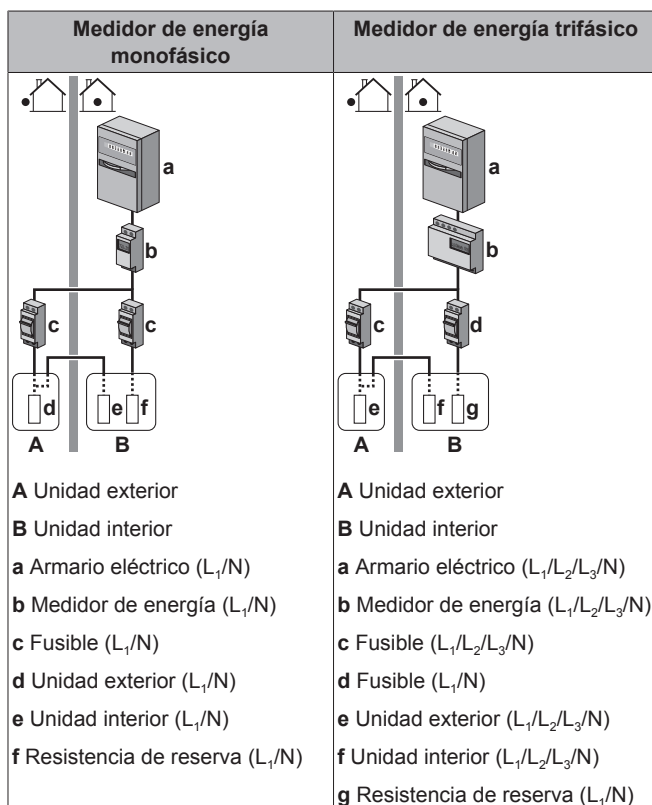 Medidor de energía
monofásico
Medidor de energía trifásico
a
b
c
c
d
e
f
A
B
a
b
c
d
e
f
g
A
B
A Unidad exterior
B Unidad interior
a Armario eléctrico (L₁/N)
b Medidor de energía (L₁/N)
c Fusible (L₁/N)
d Unidad exterior (L₁/N)
e Unidad interior (L₁/N)
f Resistencia de reserva (L₁/N)
A Unidad exterior
B Unidad interior
a Armario eléctrico (L₁/L₂/L₃/N)
b Medidor de energía (L₁/L₂/L₃/N)
c Fusible (L₁/L₂/L₃/N)
d Fusible (L₁/N)
e Unidad exterior (L₁/L₂/L₃/N)
f Unidad interior (L₁/L₂/L₃/N)
g Resistencia de reserva (L₁/N)